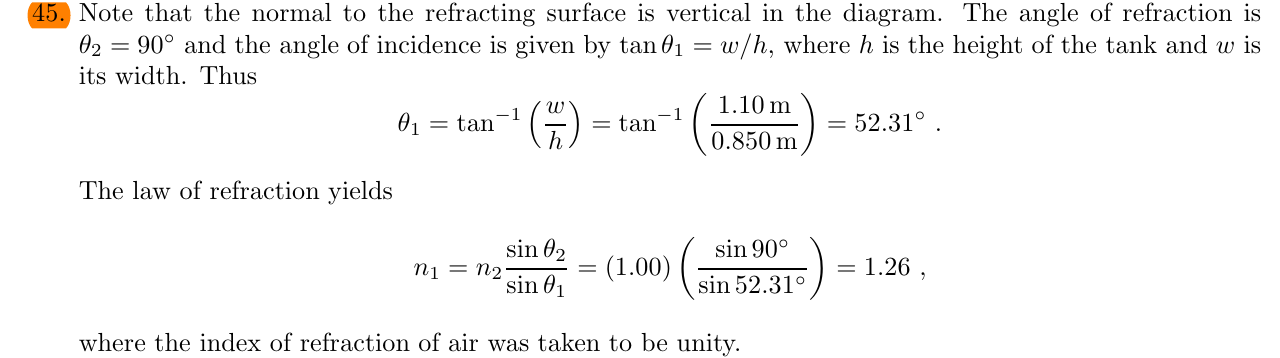 45. Note that the normal to the refracting surface is vertical in the diagram. The angle of refraction is
θ₂ = 90° and the angle of incidence is given by tan θ₁ = w/h, where h is the height of the tank and w is
its width. Thus
θ₁ = tan⁻¹ (w/h) = tan⁻¹ (1.10 m/0.850 m) = 52.31° .
The law of refraction yields
n₁ = n₂ sin θ₂/sin θ₁ = (1.00) (sin 90°/sin 52.31°) = 1.26 ,
where the index of refraction of air was taken to be unity.